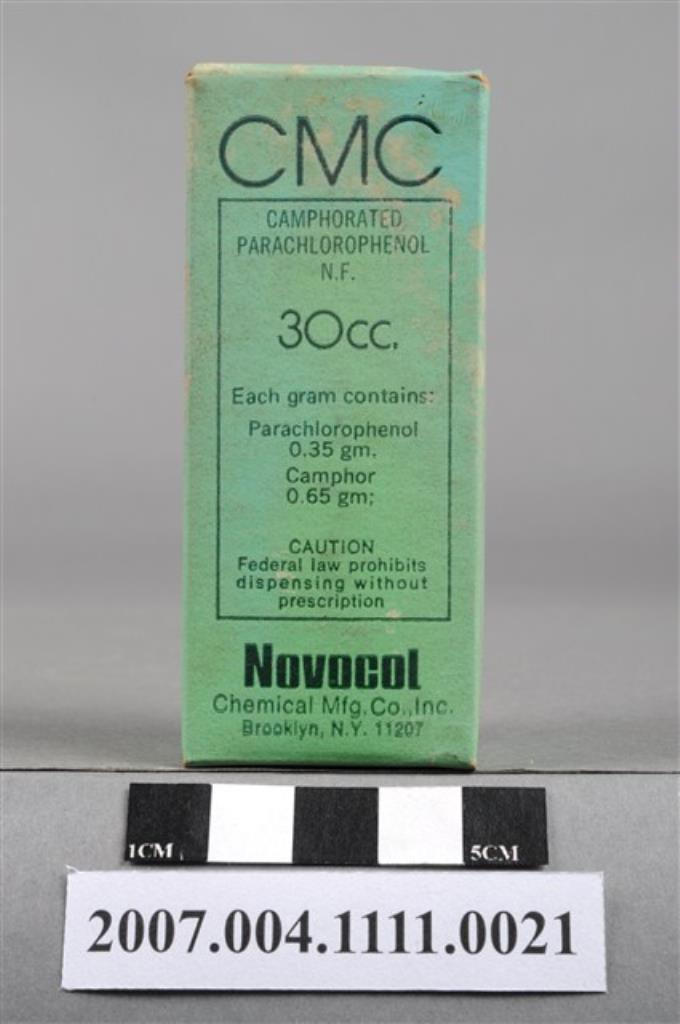 CMC
CAMPHORATED
PARACHLOROPHENOL
N.F.
30cc.
Each gram contains:
Parachlorophenol
0.35 gm.
Camphor
0.65 gm;
CAUTION
Federal law prohibits
dispensing without
prescription
Novocol
Chemical Mfg. Co., Inc.
Brooklyn, N.Y. 11207
1CM 5CM
2007.004.1111.0021